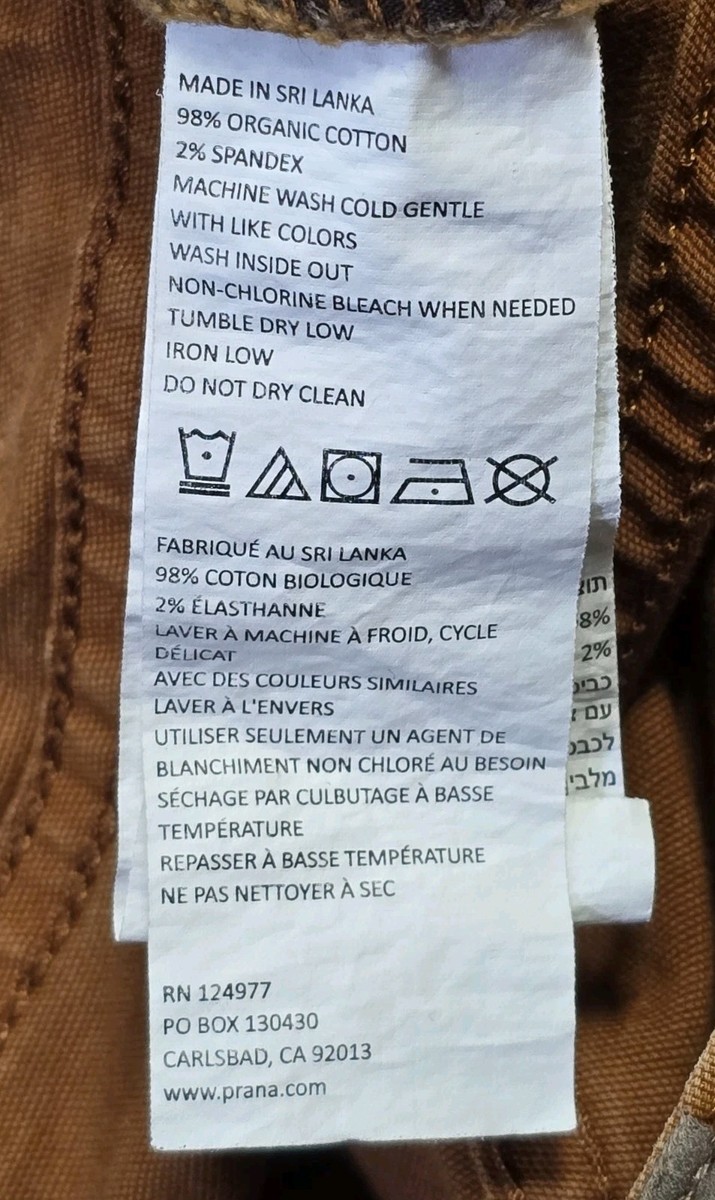 MADE IN SRI LANKA
98% ORGANIC COTTON
2% SPANDEX
MACHINE WASH COLD GENTLE
WITH LIKE COLORS
WASH INSIDE OUT
NON-CHLORINE BLEACH WHEN NEEDED
TUMBLE DRY LOW
IRON LOW
DO NOT DRY CLEAN
FABRIQUÉ AU SRI LANKA
98% COTON BIOLOGIQUE
2% ÉLASTHANNE
LAVER À MACHINE À FROID, CYCLE
DÉLICAT
AVEC DES COULEURS SIMILAIRES
LAVER À L'ENVERS
UTILISER SEULEMENT UN AGENT DE
BLANCHIMENT NON CHLORÉ AU BESOIN
SÉCHAGE PAR CULBUTAGE À BASSE
TEMPÉRATURE
REPASSER À BASSE TEMPÉRATURE
NE PAS NETTOYER À SEC
RN 124977
PO BOX 130430
CARLSBAD, CA 92013
www.prana.com
8%
2%
עם